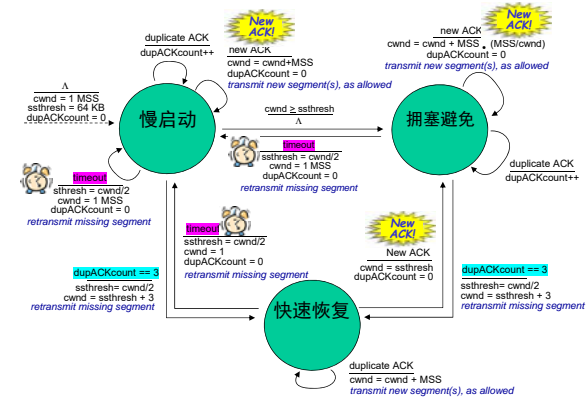 duplicate ACK
dupACKcount++
New
ACK!
new ACK
cwnd = cwnd+MSS
dupACKcount = 0
transmit new segment(s), as allowed
New
ACK!
new ACK
cwnd = cwnd + MSS • (MSS/cwnd)
dupACKcount = 0
transmit new segment(s), as allowed
Λ
cwnd = 1 MSS
ssthresh = 64 KB
dupACKcount = 0
慢启动
cwnd ≥ ssthresh
Λ
拥塞避免
timeout
ssthresh = cwnd/2
cwnd = 1 MSS
dupACKcount = 0
retransmit missing segment
duplicate ACK
dupACKcount++
timeout
sthresh = cwnd/2
cwnd = 1 MSS
dupACKcount = 0
retransmit missing segment
timeout
ssthresh = cwnd/2
cwnd = 1
dupACKcount = 0
retransmit missing segment
New
ACK!
New ACK
cwnd = ssthresh
dupACKcount = 0
dupACKcount == 3
ssthresh= cwnd/2
cwnd = ssthresh + 3
retransmit missing segment
dupACKcount == 3
ssthresh = cwnd/2
cwnd = ssthresh + 3
retransmit missing segment
快速恢复
duplicate ACK
cwnd = cwnd + MSS
transmit new segment(s), as allowed